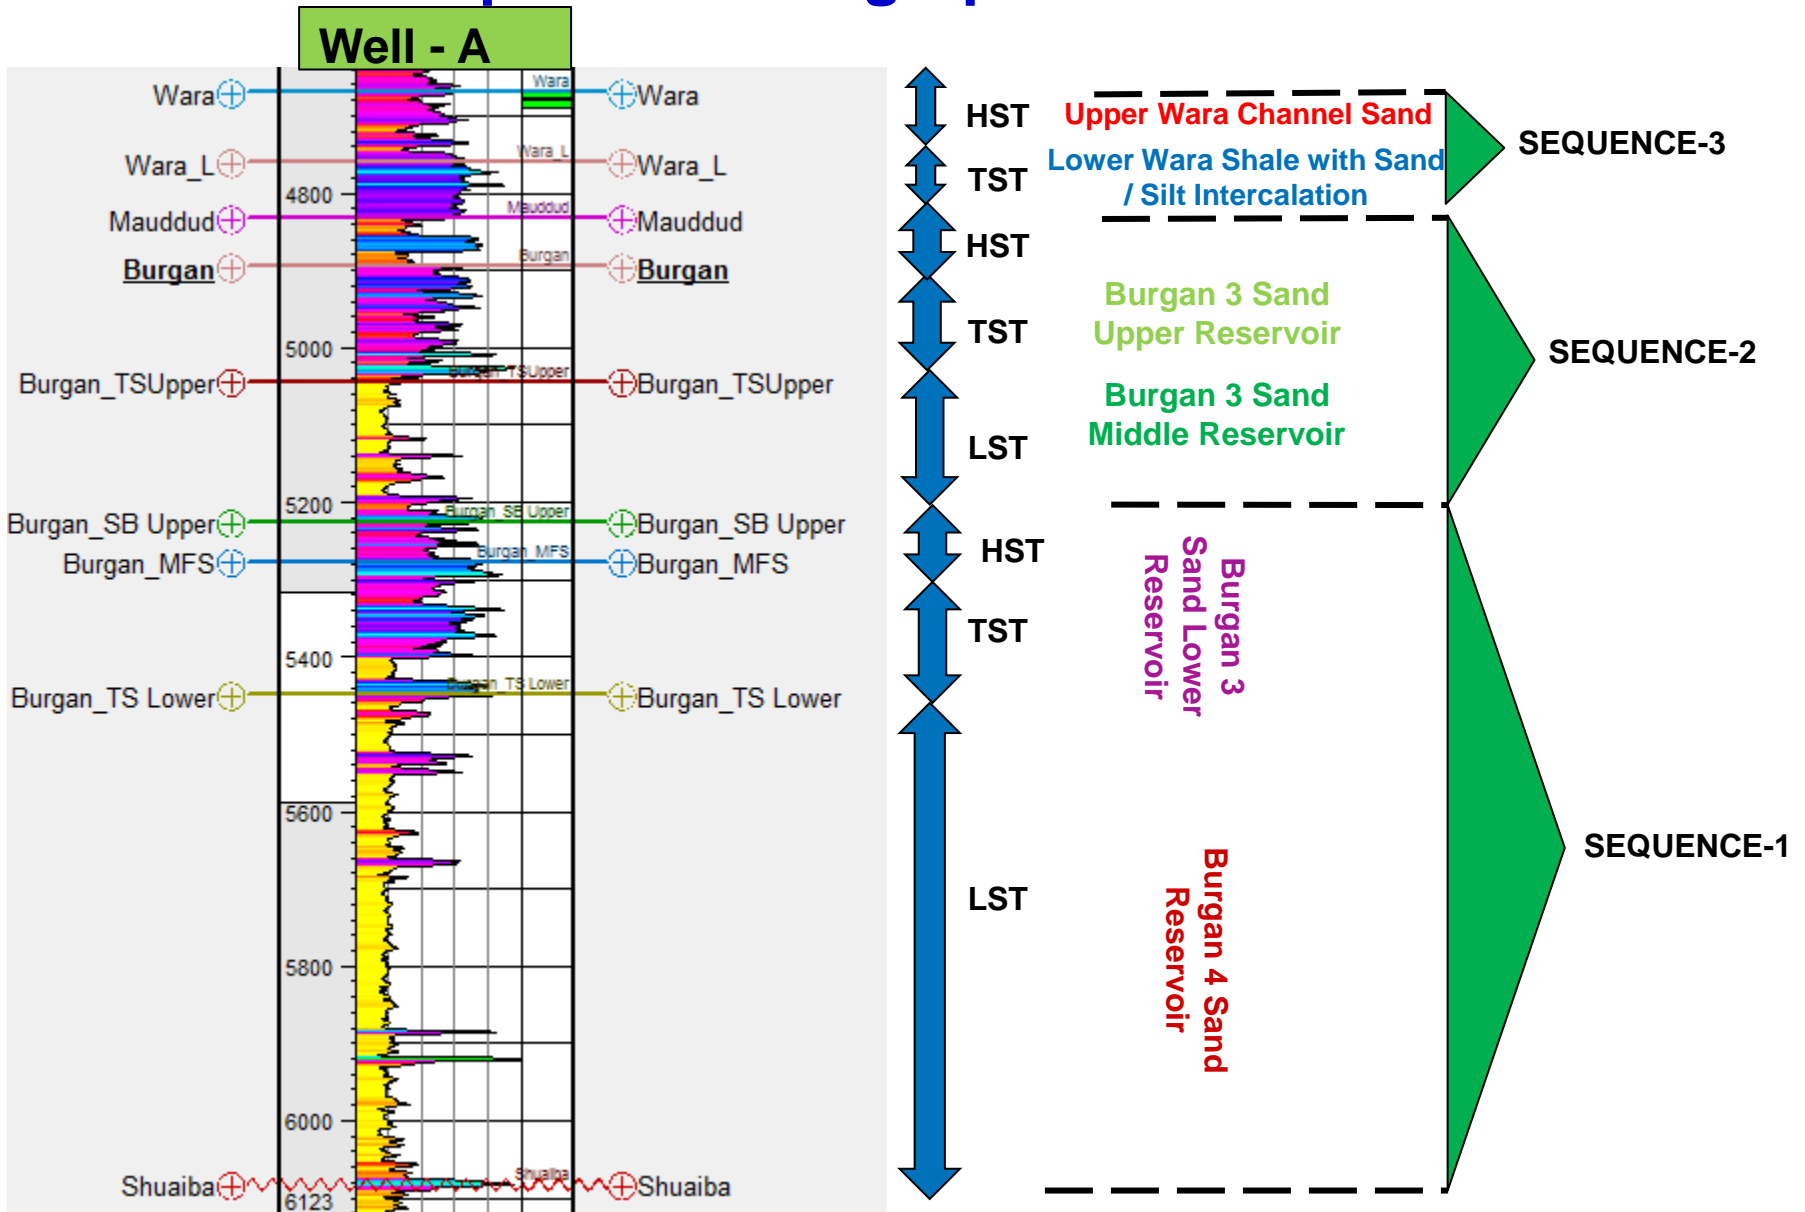 Well - A
Wara
Wara
Wara
Wara_L
Wara_L
Wara_L
4800
Mauddud
Mauddud
Mauddud
Burgan
Burgan
Burgan
5000
Burgan_TSUpper
Burgan_TSUpper
Burgan_TSUpper
5200
Burgan_SB Upper
Burgan_SB Upper
Burgan_SB Upper
Burgan_MFS
Burgan_MFS
Burgan_MFS
5400
Burgan_TS Lower
Burgan_TS Lower
Burgan_TS Lower
5600
5800
6000
Shuaiba
Shuaiba
Shuaiba
6123
HST
TST
HST
TST
LST
HST
TST
LST
Upper Wara Channel Sand
Lower Wara Shale with Sand
/ Silt Intercalation
Burgan 3 Sand
Upper Reservoir
Burgan 3 Sand
Middle Reservoir
Burgan 3
Sand Lower
Reservoir
Burgan 4 Sand
Reservoir
SEQUENCE-3
SEQUENCE-2
SEQUENCE-1